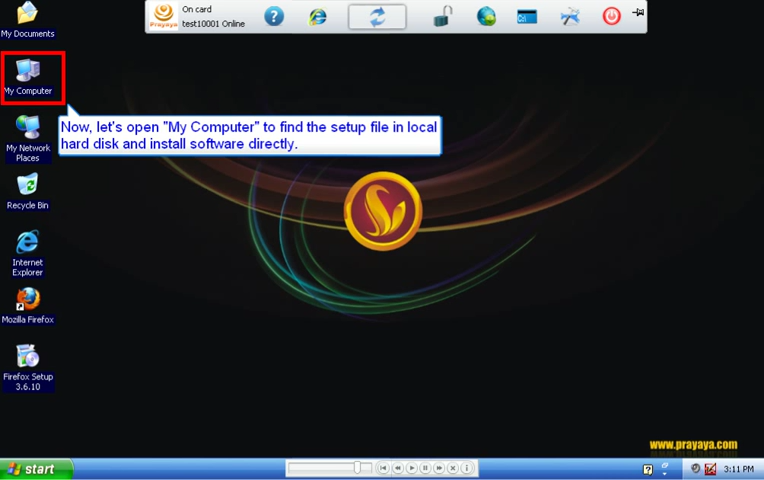 My Documents
Prayaya
On card
test10001 Online
My Computer
Now, let's open "My Computer" to find the setup file in local
hard disk and install software directly.
My Network
Places
Recycle Bin
Internet
Explorer
Mozilla Firefox
Firefox Setup
3.6.10
www.prayaya.com
start
3:11 PM